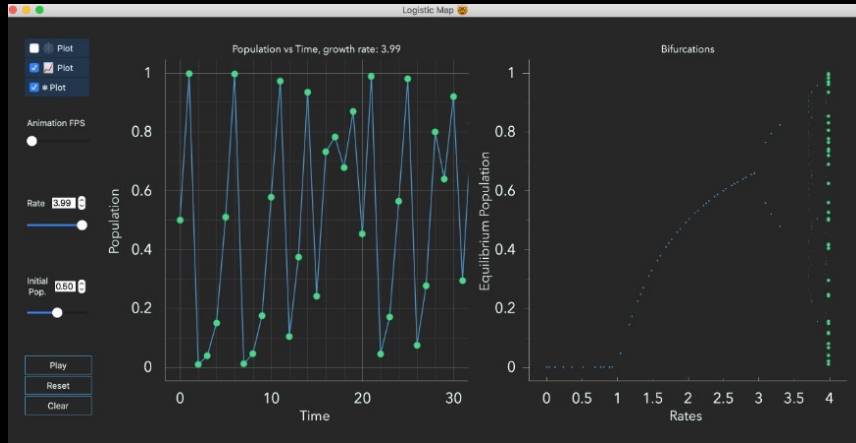 Logistic Map
Plot
Plot
Plot
Animation FPS
Rate 3.99
Initial Pop. 0.50
Play
Reset
Clear
Population vs Time, growth rate: 3.99
Population
1
0.8
0.6
0.4
0.2
0
0 10 20 30
Time
Bifurcations
Equilibrium Population
1
0.8
0.6
0.4
0.2
0
0 0.5 1 1.5 2 2.5 3 3.5 4
Rates